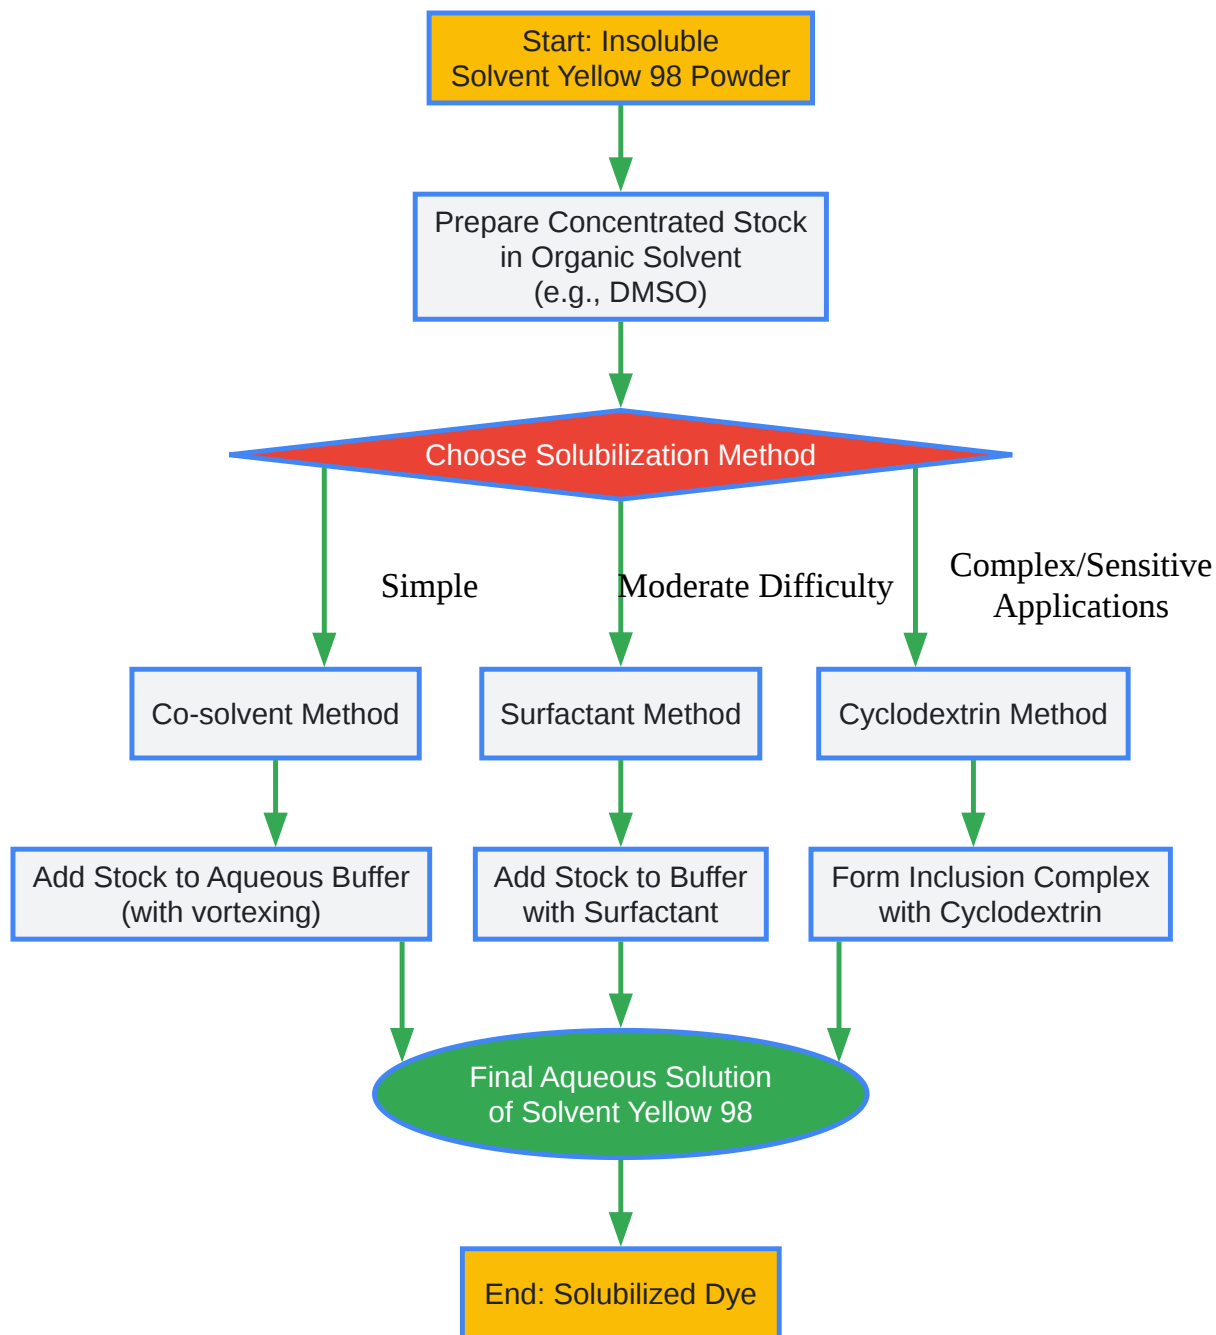 Start: Insoluble
Solvent Yellow 98 Powder
Prepare Concentrated Stock
in Organic Solvent
(e.g., DMSO)
Choose Solubilization Method
Simple
Moderate Difficulty
Complex/Sensitive
Applications
Co-solvent Method
Surfactant Method
Cyclodextrin Method
Add Stock to Aqueous Buffer
(with vortexing)
Add Stock to Buffer
with Surfactant
Form Inclusion Complex
with Cyclodextrin
Final Aqueous Solution
of Solvent Yellow 98
End: Solubilized Dye